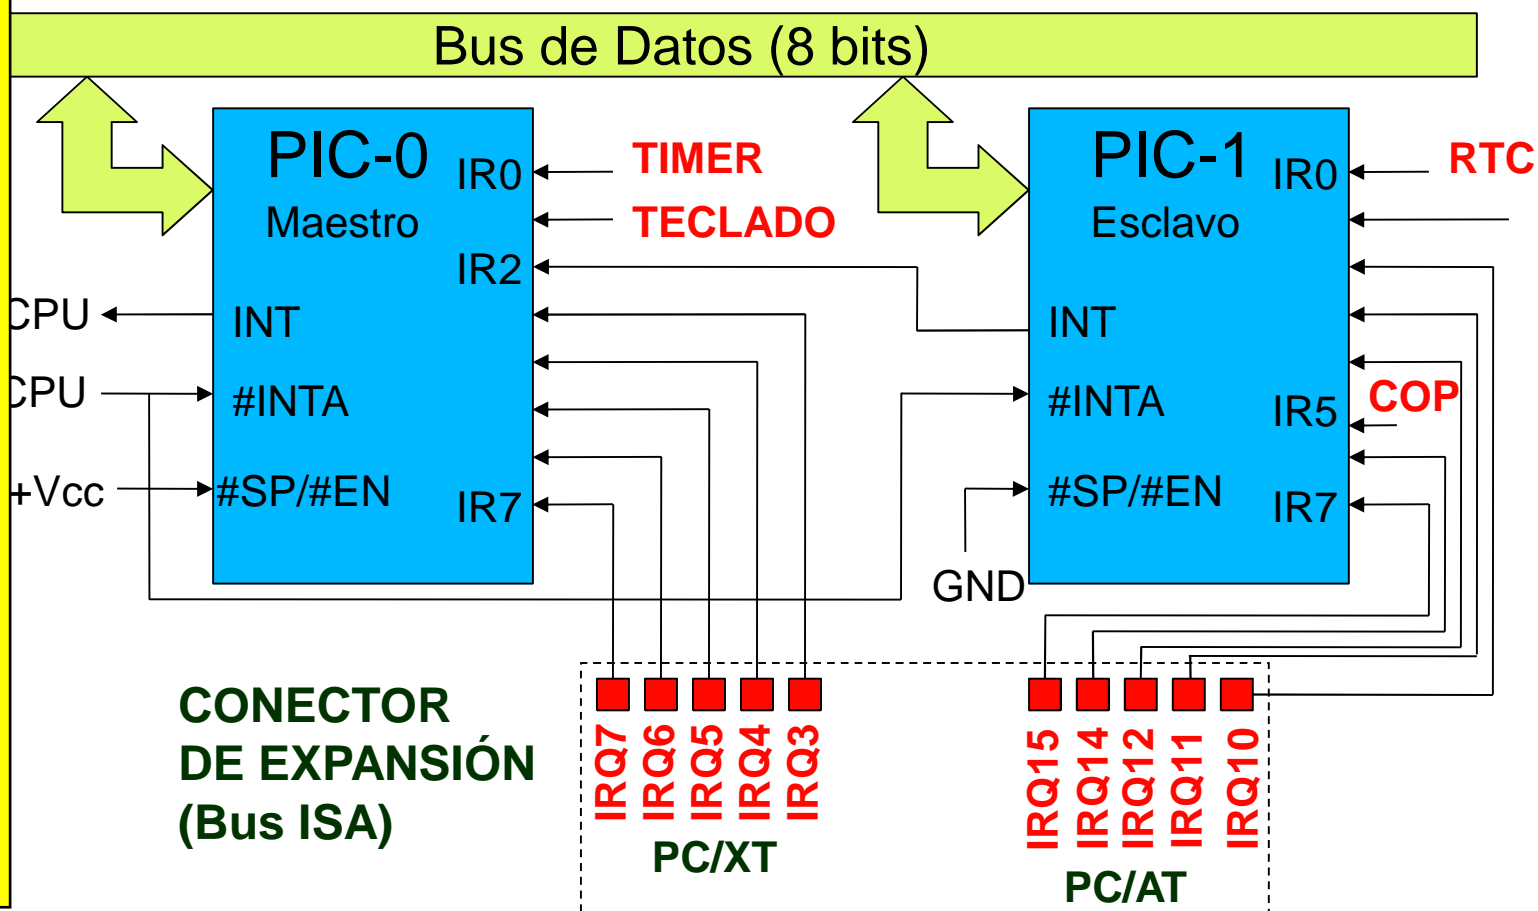 Bus de Datos (8 bits)
PIC-0
Maestro
IR0
IR2
INT
#INTA
#SP/#EN
IR7
TIMER
TECLADO
CPU
CPU
+Vcc
PIC-1
Esclavo
IR0
INT
#INTA
IR5
#SP/#EN
IR7
RTC
COP
GND
CONECTOR
DE EXPANSIÓN
(Bus ISA)
IRQ7
IRQ6
IRQ5
IRQ4
IRQ3
PC/XT
IRQ15
IRQ14
IRQ12
IRQ11
IRQ10
PC/AT